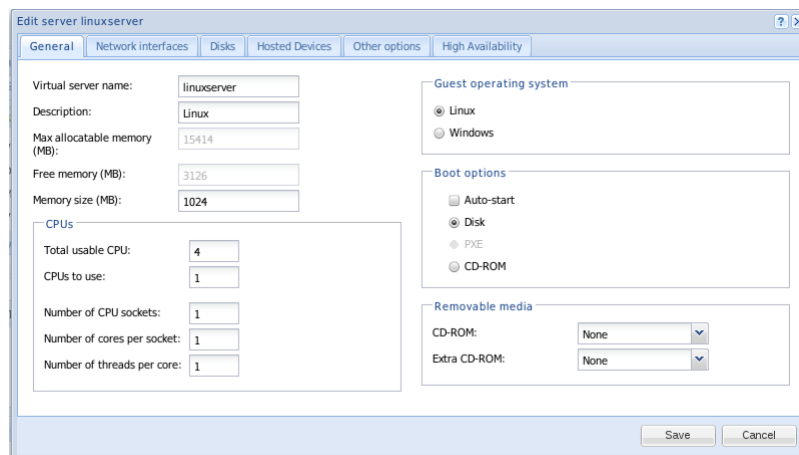 Edit server linuxserver
?
General
Network interfaces
Disks
Hosted Devices
Other options
High Availability
Virtual server name:
linuxserver
Description:
Linux
Max allocatable memory
(MB):
15414
Free memory (MB):
3126
Memory size (MB):
1024
CPUs
Total usable CPU:
4
CPUs to use:
1
Number of CPU sockets:
1
Number of cores per socket:
1
Number of threads per core:
1
Guest operating system
Linux
Windows
Boot options
Auto-start
Disk
PXE
CD-ROM
Removable media
CD-ROM:
None
Extra CD-ROM:
None
Save
Cancel